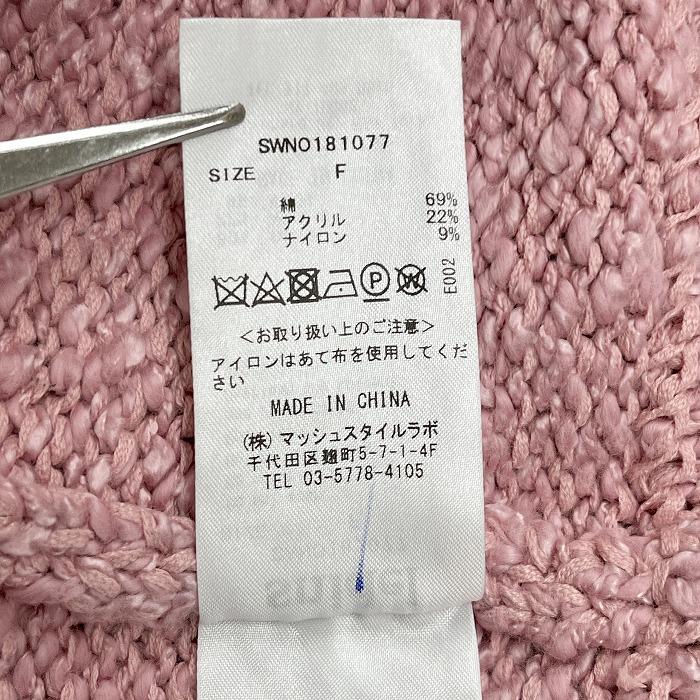 SWNO181077
SIZE F
綿 69%
アクリル 22%
ナイロン 9%
P W
E002
＜お取り扱い上のご注意＞
アイロンはあて布を使用してくだ
さい
MADE IN CHINA
(株) マッシュスタイルラボ
千代田区麹町5-7-1-4F
TEL 03-5778-4105